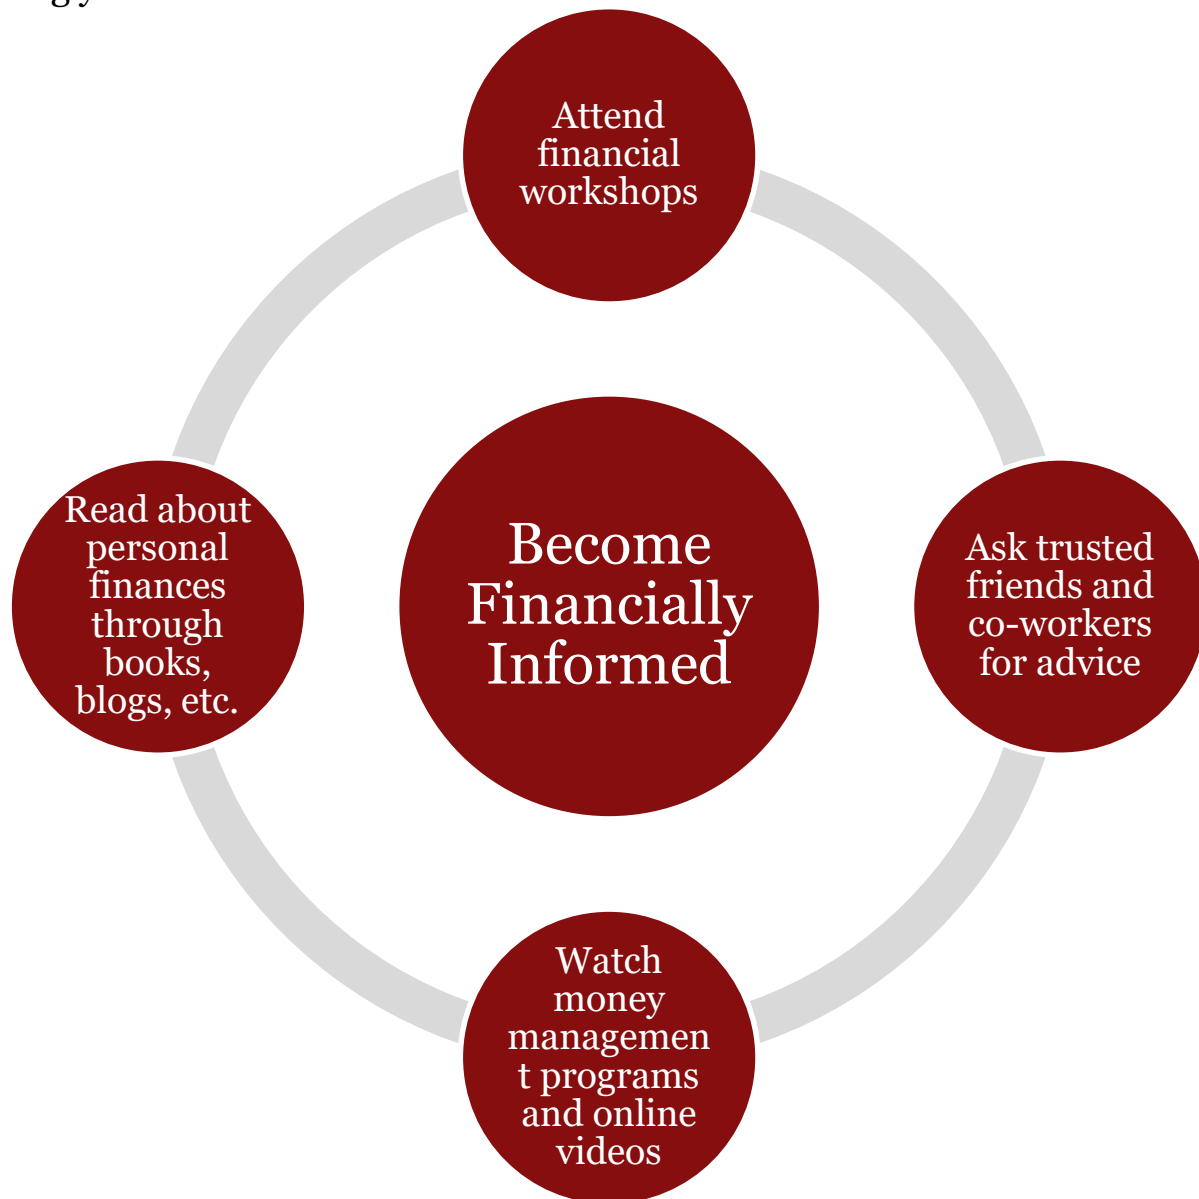 Attend
financial
workshops
Become
Financially
Informed
Ask trusted
friends and
co-workers
for advice
Watch
money
managemen
t programs
and online
videos
Read about
personal
finances
through
books,
blogs, etc.